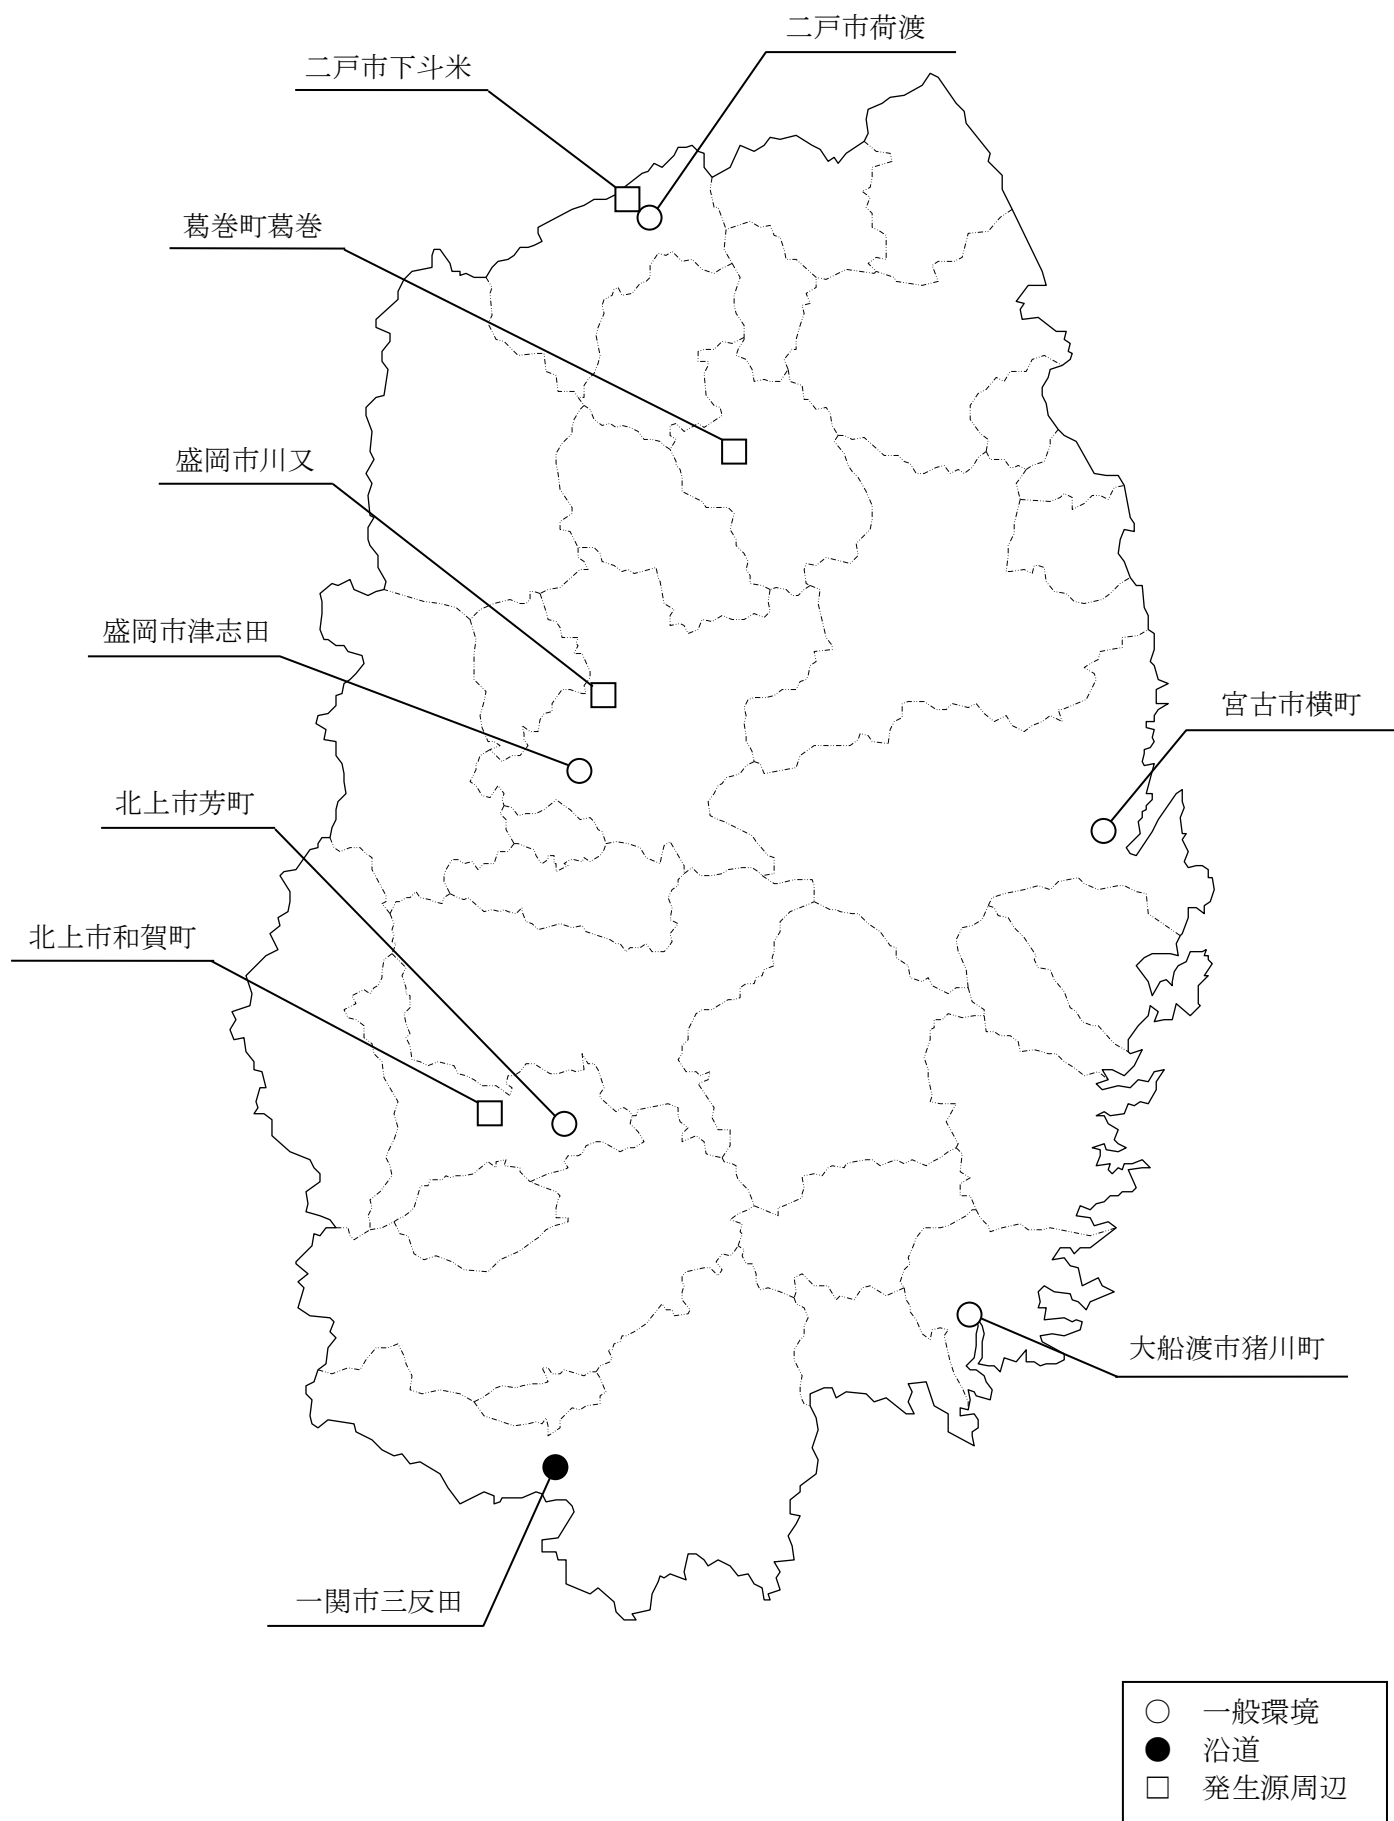 二戸市荷渡
二戸市下斗米
葛巻町葛巻
盛岡市川又
盛岡市津志田
宮古市横町
北上市芳町
北上市和賀町
大船渡市猪川町
一関市三反田
○ 一般環境
● 沿道
□ 発生源周辺